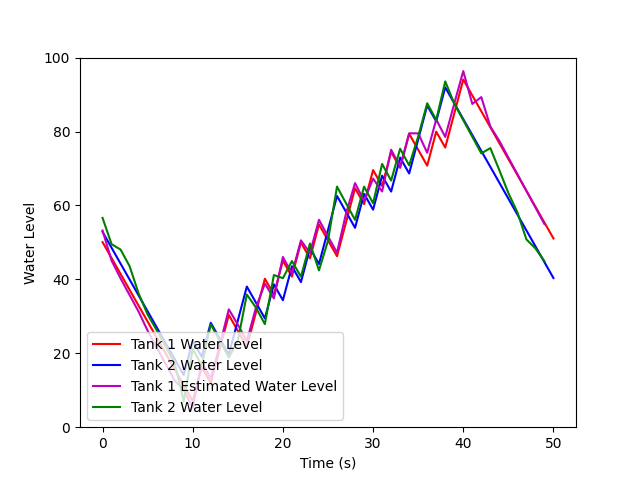 100
80
60
40
20
0
Water Level
Tank 1 Water Level
Tank 2 Water Level
Tank 1 Estimated Water Level
Tank 2 Water Level
0 10 20 30 40 50
Time (s)